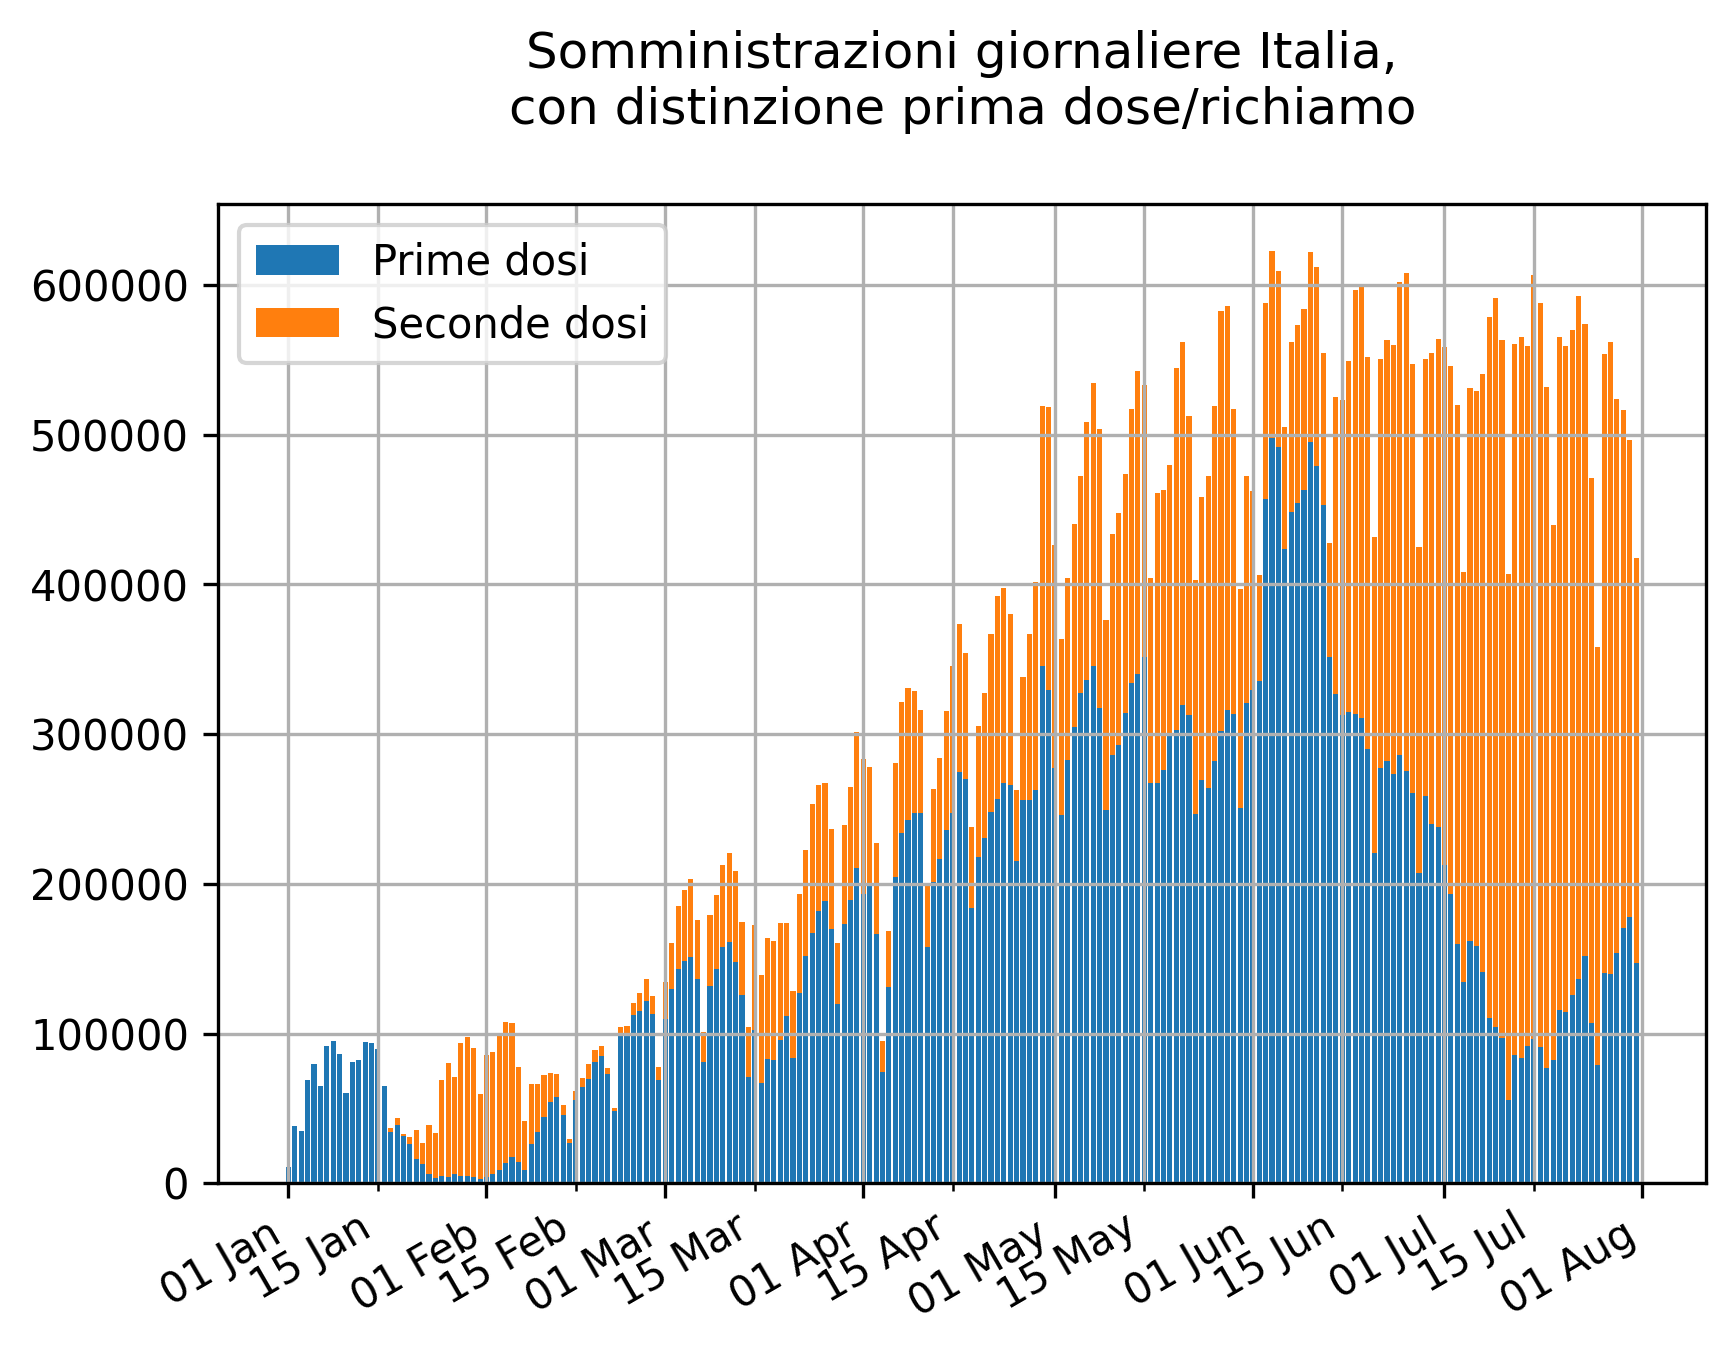 Somministrazioni giornaliere Italia,
con distinzione prima dose/richiamo
Prime dosi
Seconde dosi
600000
500000
400000
300000
200000
100000
0
01 Jan
15 Jan
01 Feb
15 Feb
01 Mar
15 Mar
01 Apr
15 Apr
01 May
15 May
01 Jun
15 Jun
01 Jul
15 Jul
01 Aug